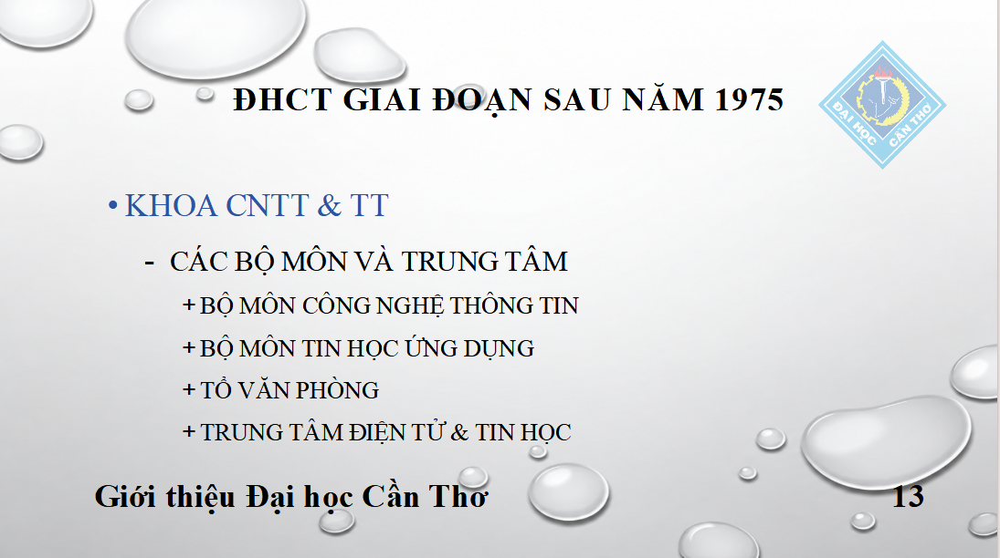 ĐHCT GIAI ĐOẠN SAU NĂM 1975
ĐẠI HỌC CẦN THƠ
• KHOA CNTT & TT
- CÁC BỘ MÔN VÀ TRUNG TÂM
+ BỘ MÔN CÔNG NGHỆ THÔNG TIN
+ BỘ MÔN TIN HỌC ỨNG DỤNG
+ TỔ VĂN PHÒNG
+ TRUNG TÂM ĐIỆN TỬ & TIN HỌC
Giới thiệu Đại học Cần Thơ
13